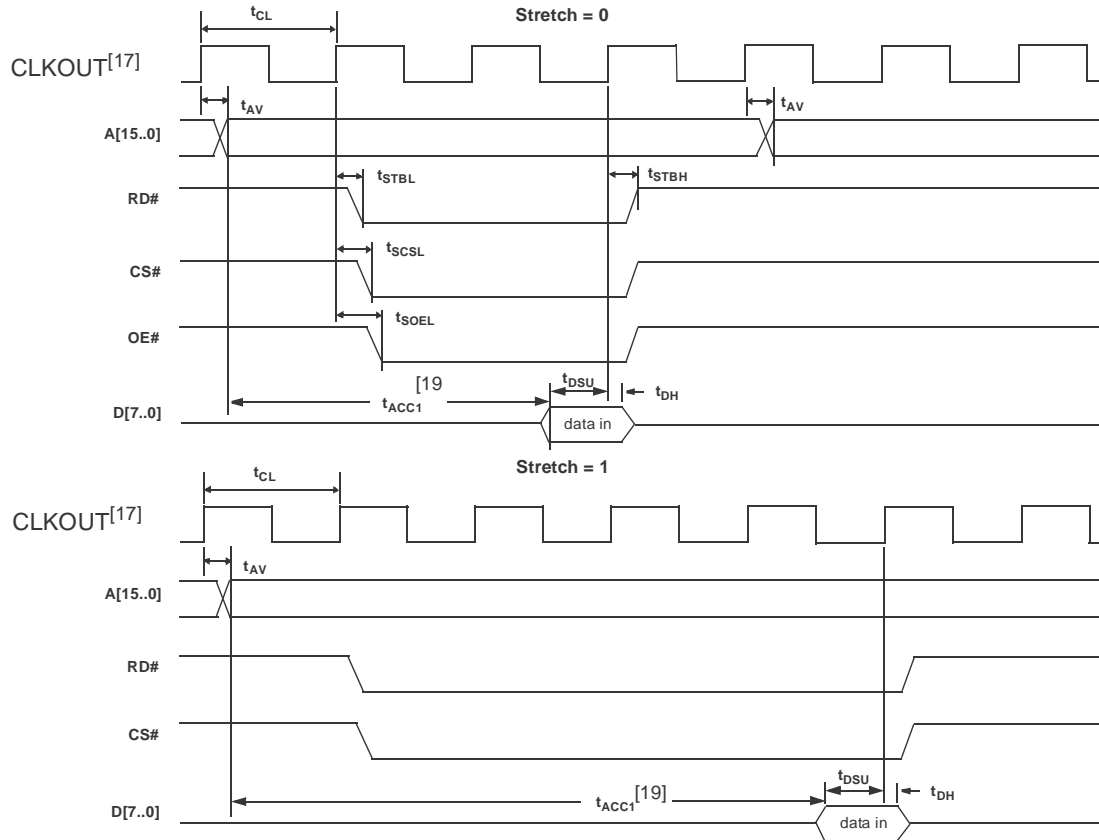 Stretch = 0
tCL
CLKOUT[17]
tAV
tAV
A[15..0]
tSTBL
tSTBH
RD#
tSCSL
CS#
tSOEL
OE#
[19
tDSU
tDH
tACC1
D[7..0]
data in
Stretch = 1
tCL
CLKOUT[17]
tAV
A[15..0]
RD#
CS#
tDSU
tACC1[19]
tDH
D[7..0]
data in